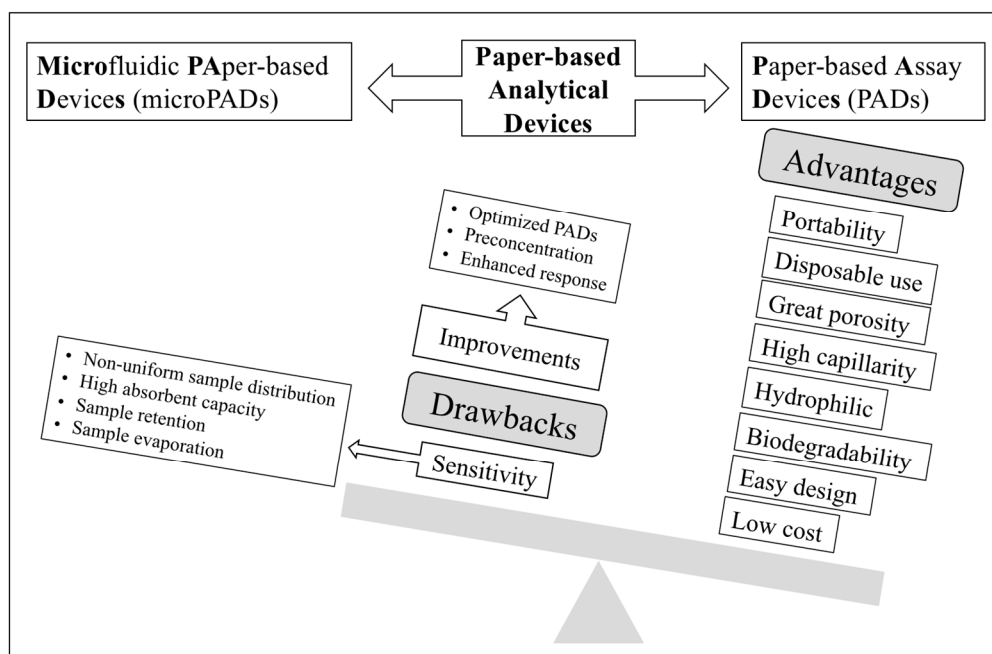 Microfluidic PAper-based
Devices (microPADs)
Paper-based
Analytical
Devices
Paper-based Assay
Devices (PADs)
Advantages
Portability
Disposable use
Great porosity
High capillarity
Hydrophilic
Biodegradability
Easy design
Low cost
• Optimized PADs
• Preconcentration
• Enhanced response
Improvements
Drawbacks
Sensitivity
• Non-uniform sample distribution
• High absorbent capacity
• Sample retention
• Sample evaporation